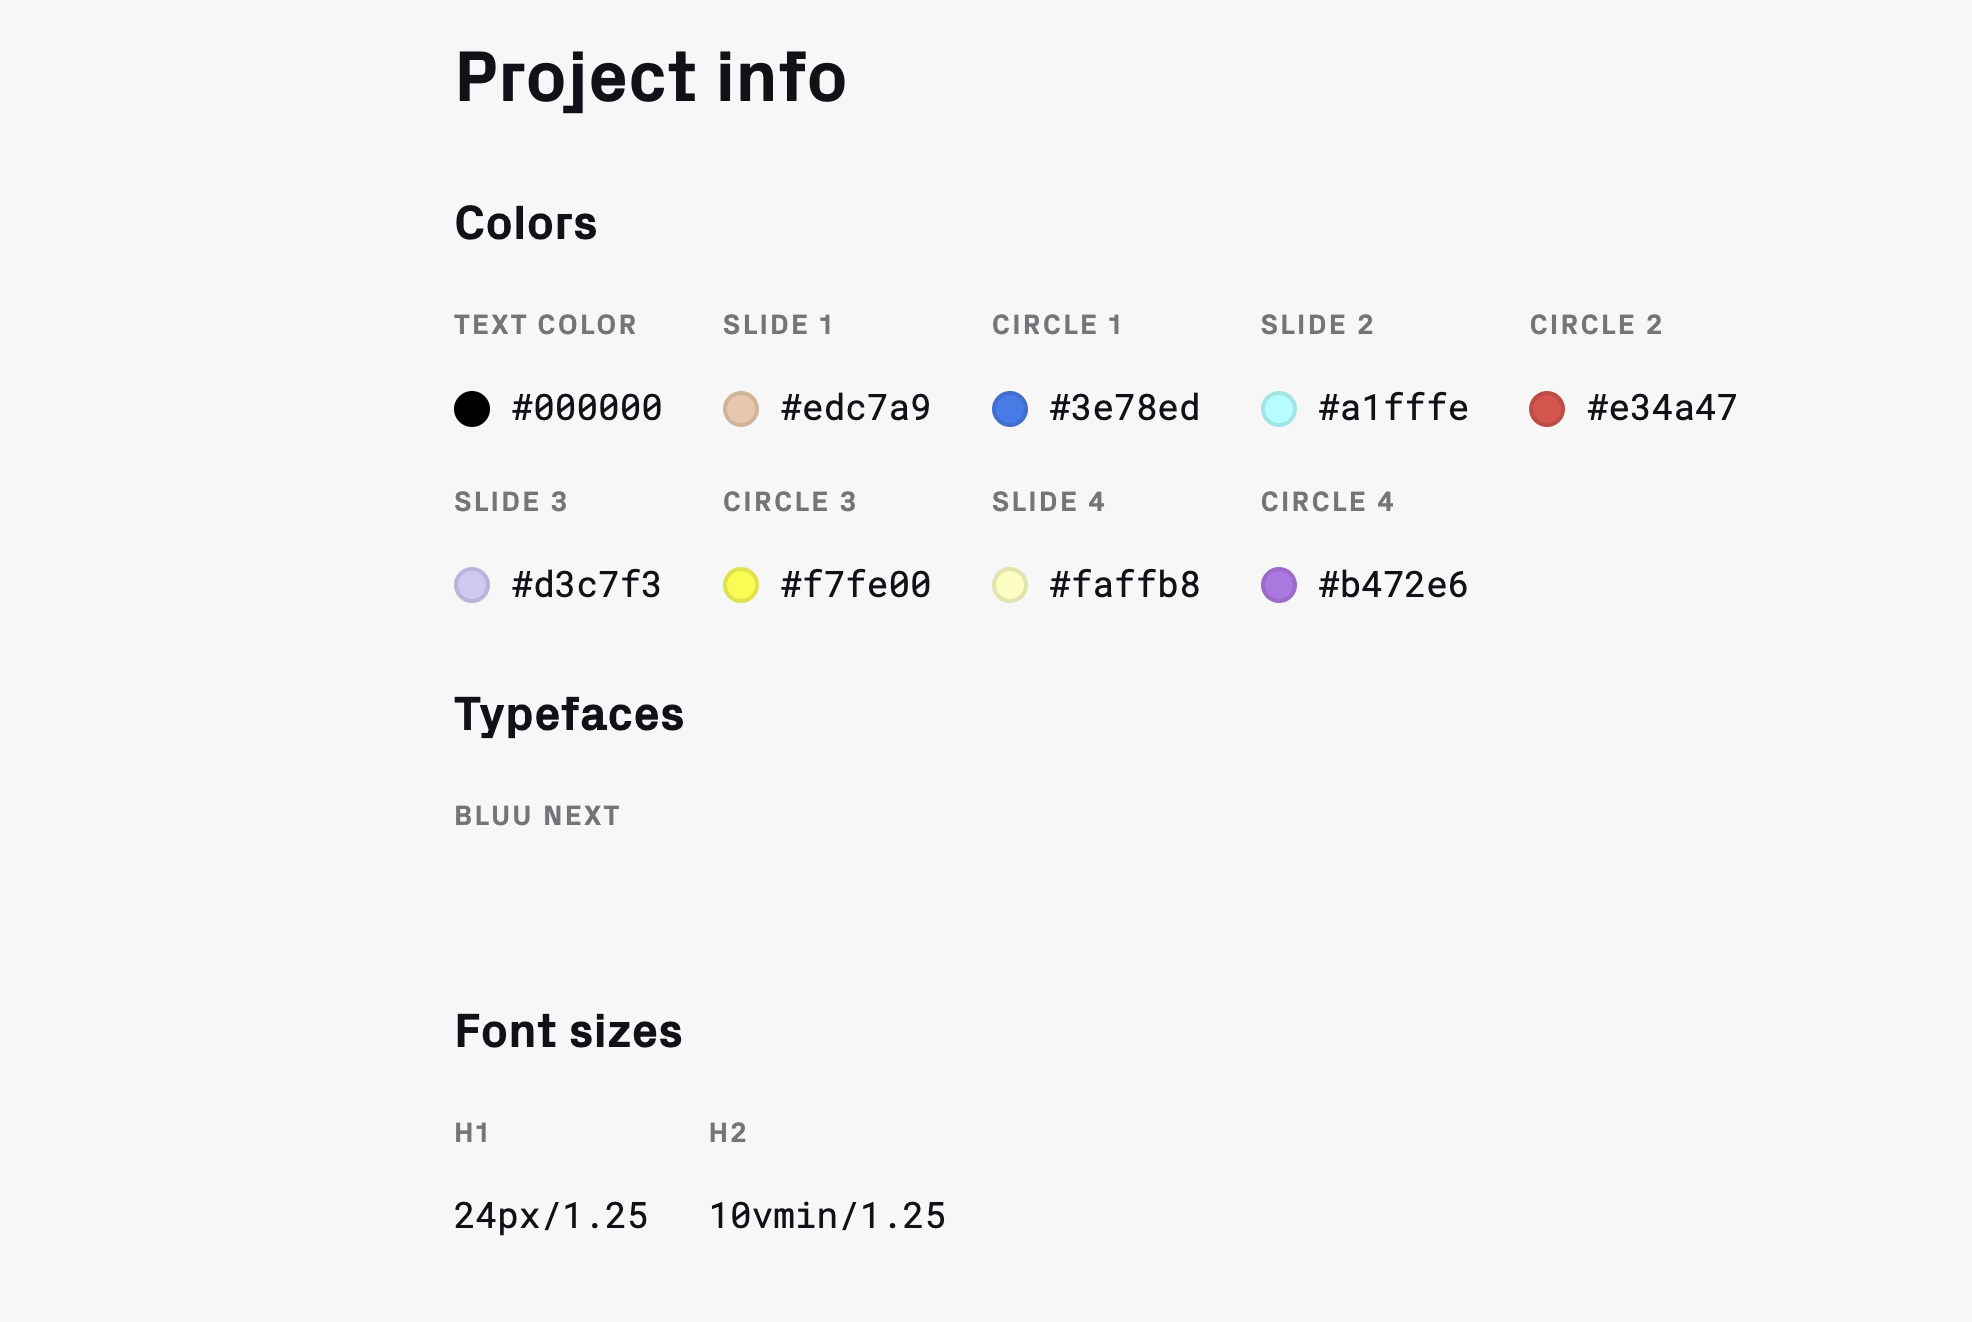 Project info
Colors
TEXT COLOR SLIDE 1 CIRCLE 1 SLIDE 2 CIRCLE 2
#000000 #edc7a9 #3e78ed #a1fffe #e34a47
SLIDE 3 CIRCLE 3 SLIDE 4 CIRCLE 4
#d3c7f3 #f7fe00 #faffb8 #b472e6
Typefaces
BLUU NEXT
Font sizes
H1 H2
24px/1.25 10vmin/1.25